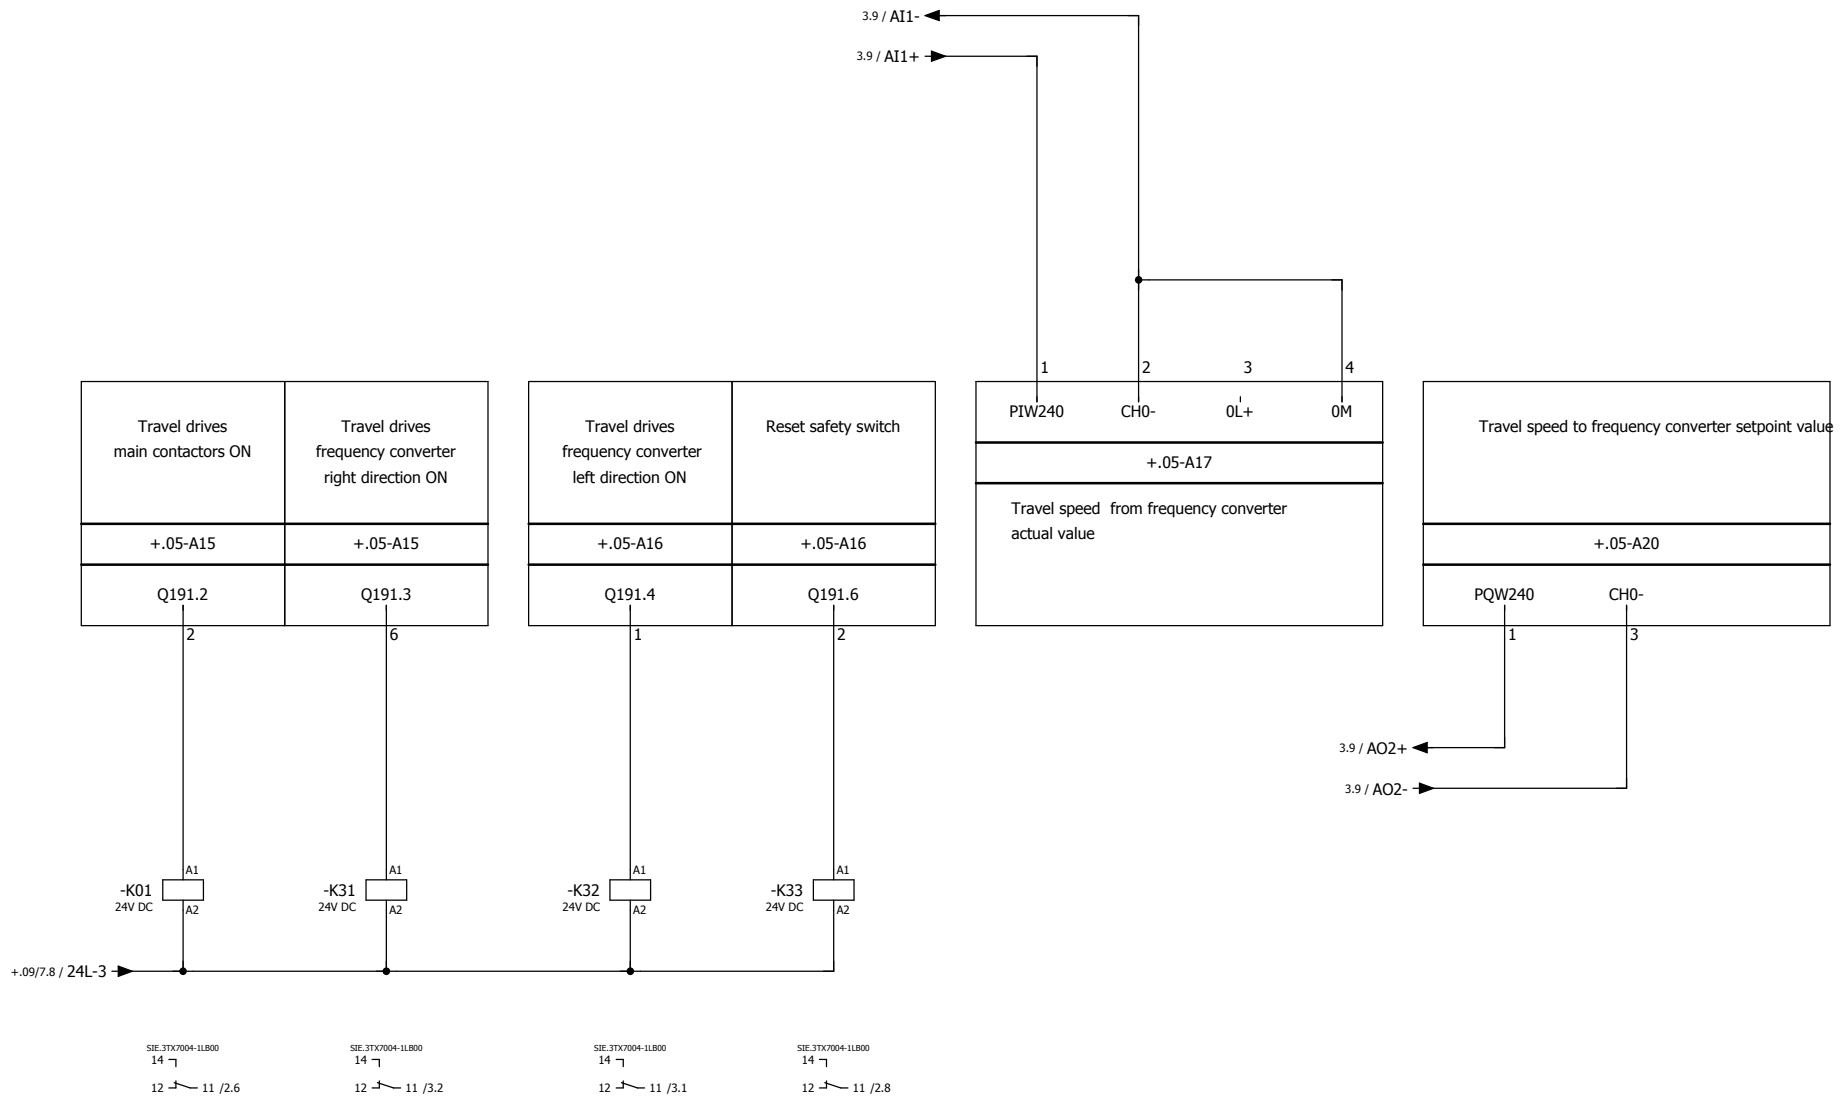 3.9 / AI1-
3.9 / AI1+
1 2 3 4
PIW240 CH0- 0L+ 0M
+.05-A17
Travel speed from frequency converter
actual value
Travel drives
main contactors ON
+.05-A15
Q191.2
2
Travel drives
frequency converter
right direction ON
+.05-A15
Q191.3
6
Travel drives
frequency converter
left direction ON
+.05-A16
Q191.4
1
Reset safety switch
+.05-A16
Q191.6
2
Travel speed to frequency converter setpoint value
+.05-A20
PQW240 CH0-
1 3
3.9 / AO2+
3.9 / AO2-
A1
-K01
24V DC
A2
A1
-K31
24V DC
A2
A1
-K32
24V DC
A2
A1
-K33
24V DC
A2
+.09/7.8 / 24L-3
SIE.3TX7004-1LB00
14
12 11 /2.6
SIE.3TX7004-1LB00
14
12 11 /3.2
SIE.3TX7004-1LB00
14
12 11 /3.1
SIE.3TX7004-1LB00
14
12 11 /2.8